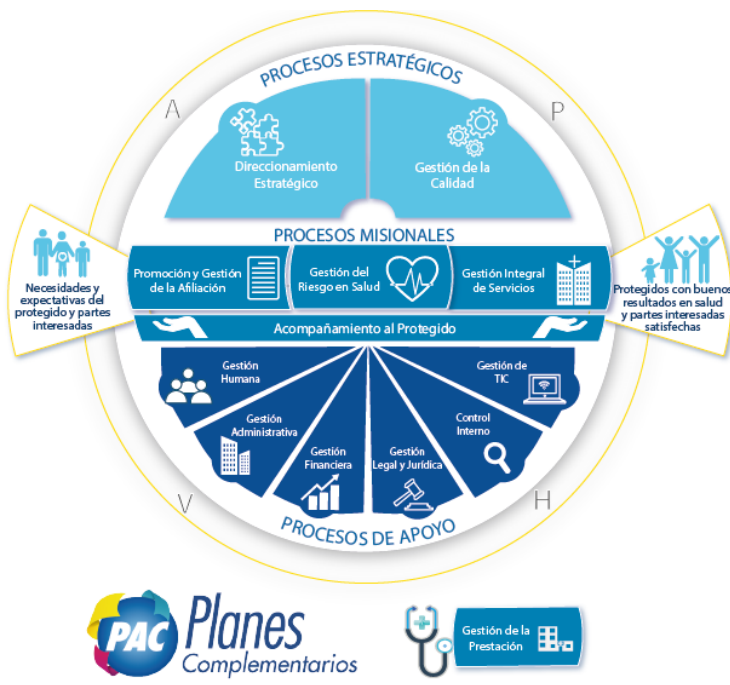 PROCESOS ESTRATÉGICOS
A
P
Direccionamiento
Estratégico
Gestión de la
Calidad
PROCESOS MISIONALES
Necesidades y
expectativas del
protegido y partes
interesadas
Promoción y Gestión
de la Afiliación
Gestión del
Riesgo en Salud
Gestión Integral
de Servicios
Protegidos con buenos
resultados en salud
y partes interesadas
satisfechas
Acompañamiento al Protegido
Gestión
Humana
Gestión
Administrativa
Gestión
Financiera
Gestión
Legal y Jurídica
Control
Interno
Gestión de
TIC
V
H
PROCESOS DE APOYO
PAC
Planes
Complementarios
Gestión de la
Prestación